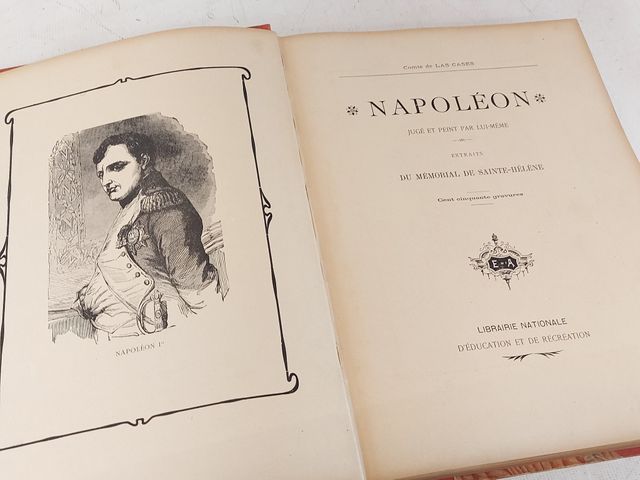 NAPOLÉON Iᵉʳ
Comte de LAS CASES
NAPOLÉON
JUGÉ ET PEINT PAR LUI-MÊME
EXTRAITS
DU MÉMORIAL DE SAINTE-HÉLÈNE
Cent cinquante gravures
E A
LIBRAIRIE NATIONALE
D'ÉDUCATION ET DE RÉCRÉATION